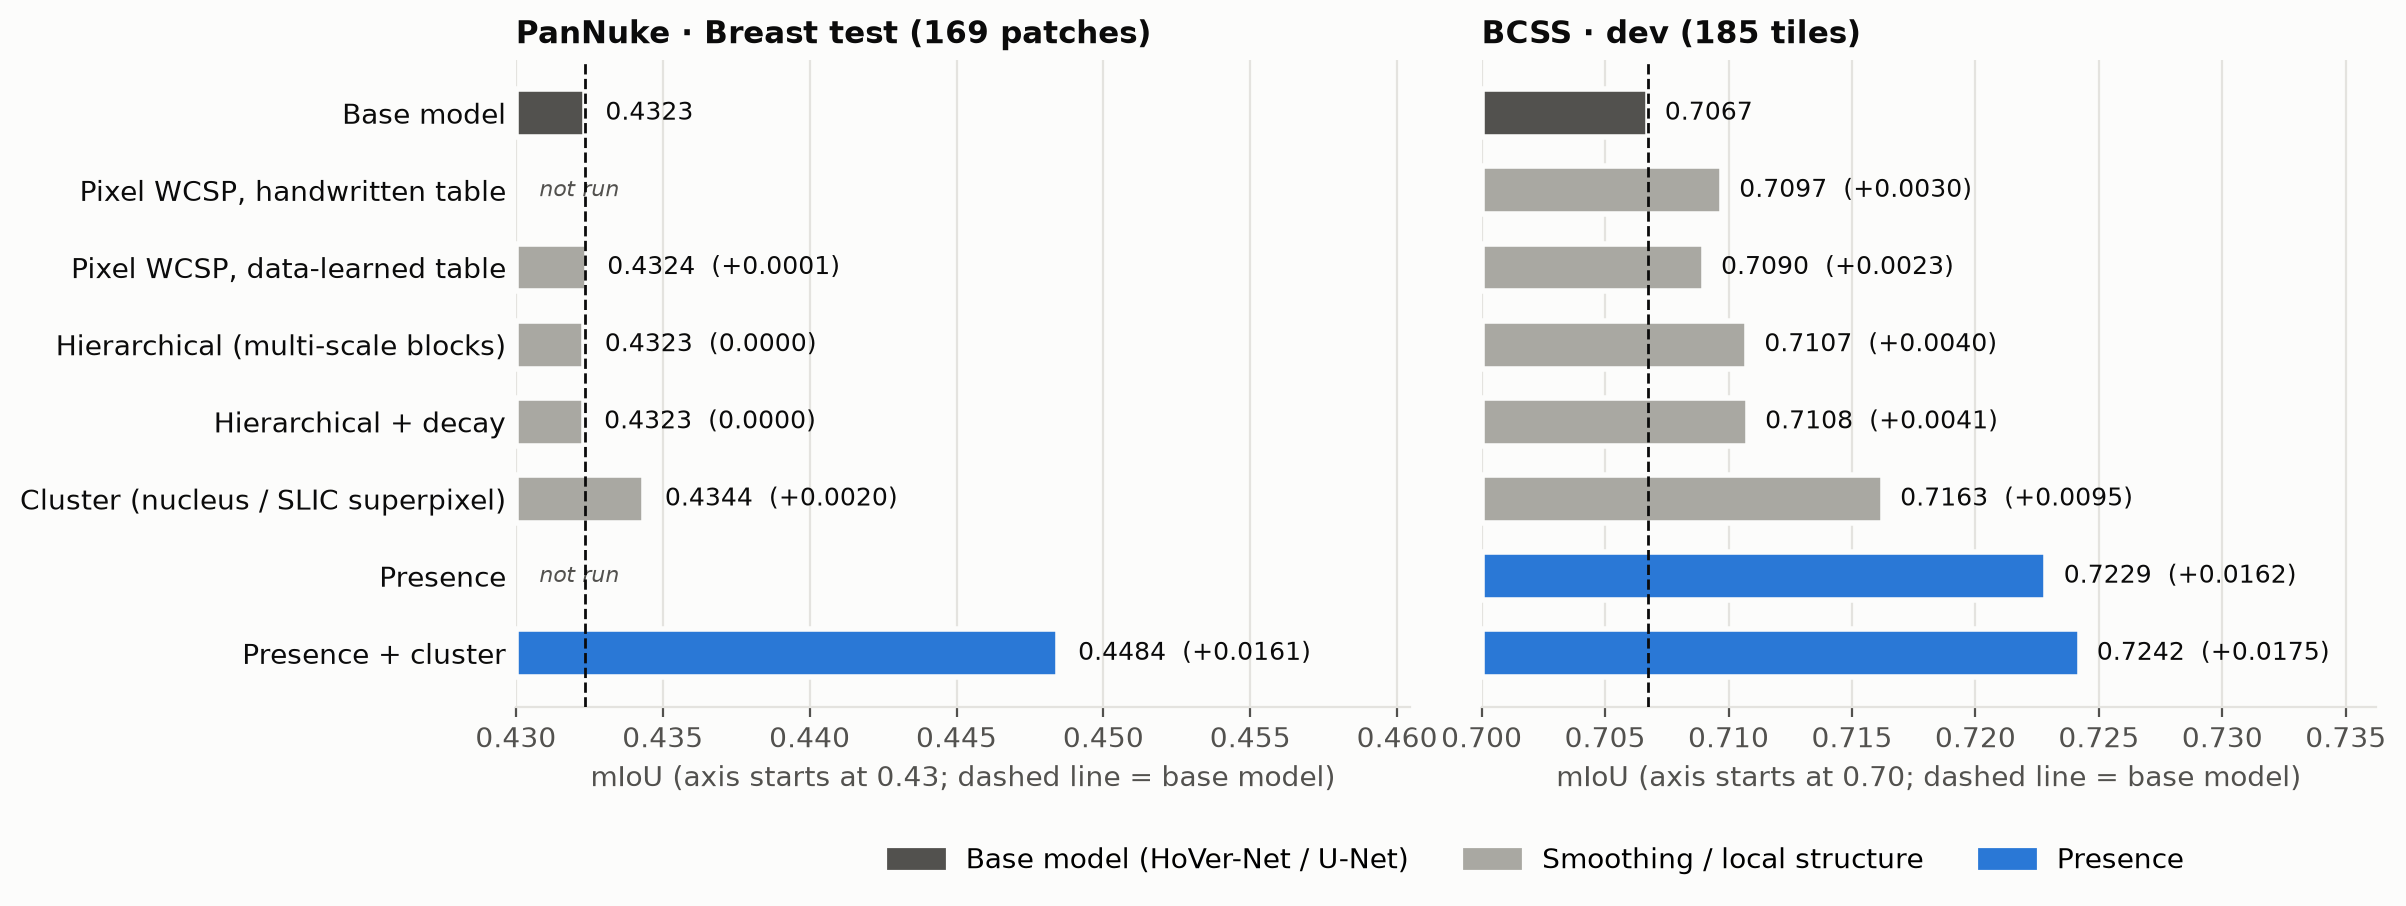 PanNuke · Breast test (169 patches)
BCSS · dev (185 tiles)
Base model
0.4323
0.7067
Pixel WCSP, handwritten table
not run
0.7097 (+0.0030)
Pixel WCSP, data-learned table
0.4324 (+0.0001)
0.7090 (+0.0023)
Hierarchical (multi-scale blocks)
0.4323 (0.0000)
0.7107 (+0.0040)
Hierarchical + decay
0.4323 (0.0000)
0.7108 (+0.0041)
Cluster (nucleus / SLIC superpixel)
0.4344 (+0.0020)
0.7163 (+0.0095)
Presence
not run
0.7229 (+0.0162)
Presence + cluster
0.4484 (+0.0161)
0.7242 (+0.0175)
0.430 0.435 0.440 0.445 0.450 0.455 0.460
0.700 0.705 0.710 0.715 0.720 0.725 0.730 0.735
mIoU (axis starts at 0.43; dashed line = base model)
mIoU (axis starts at 0.70; dashed line = base model)
Base model (HoVer-Net / U-Net)
Smoothing / local structure
Presence